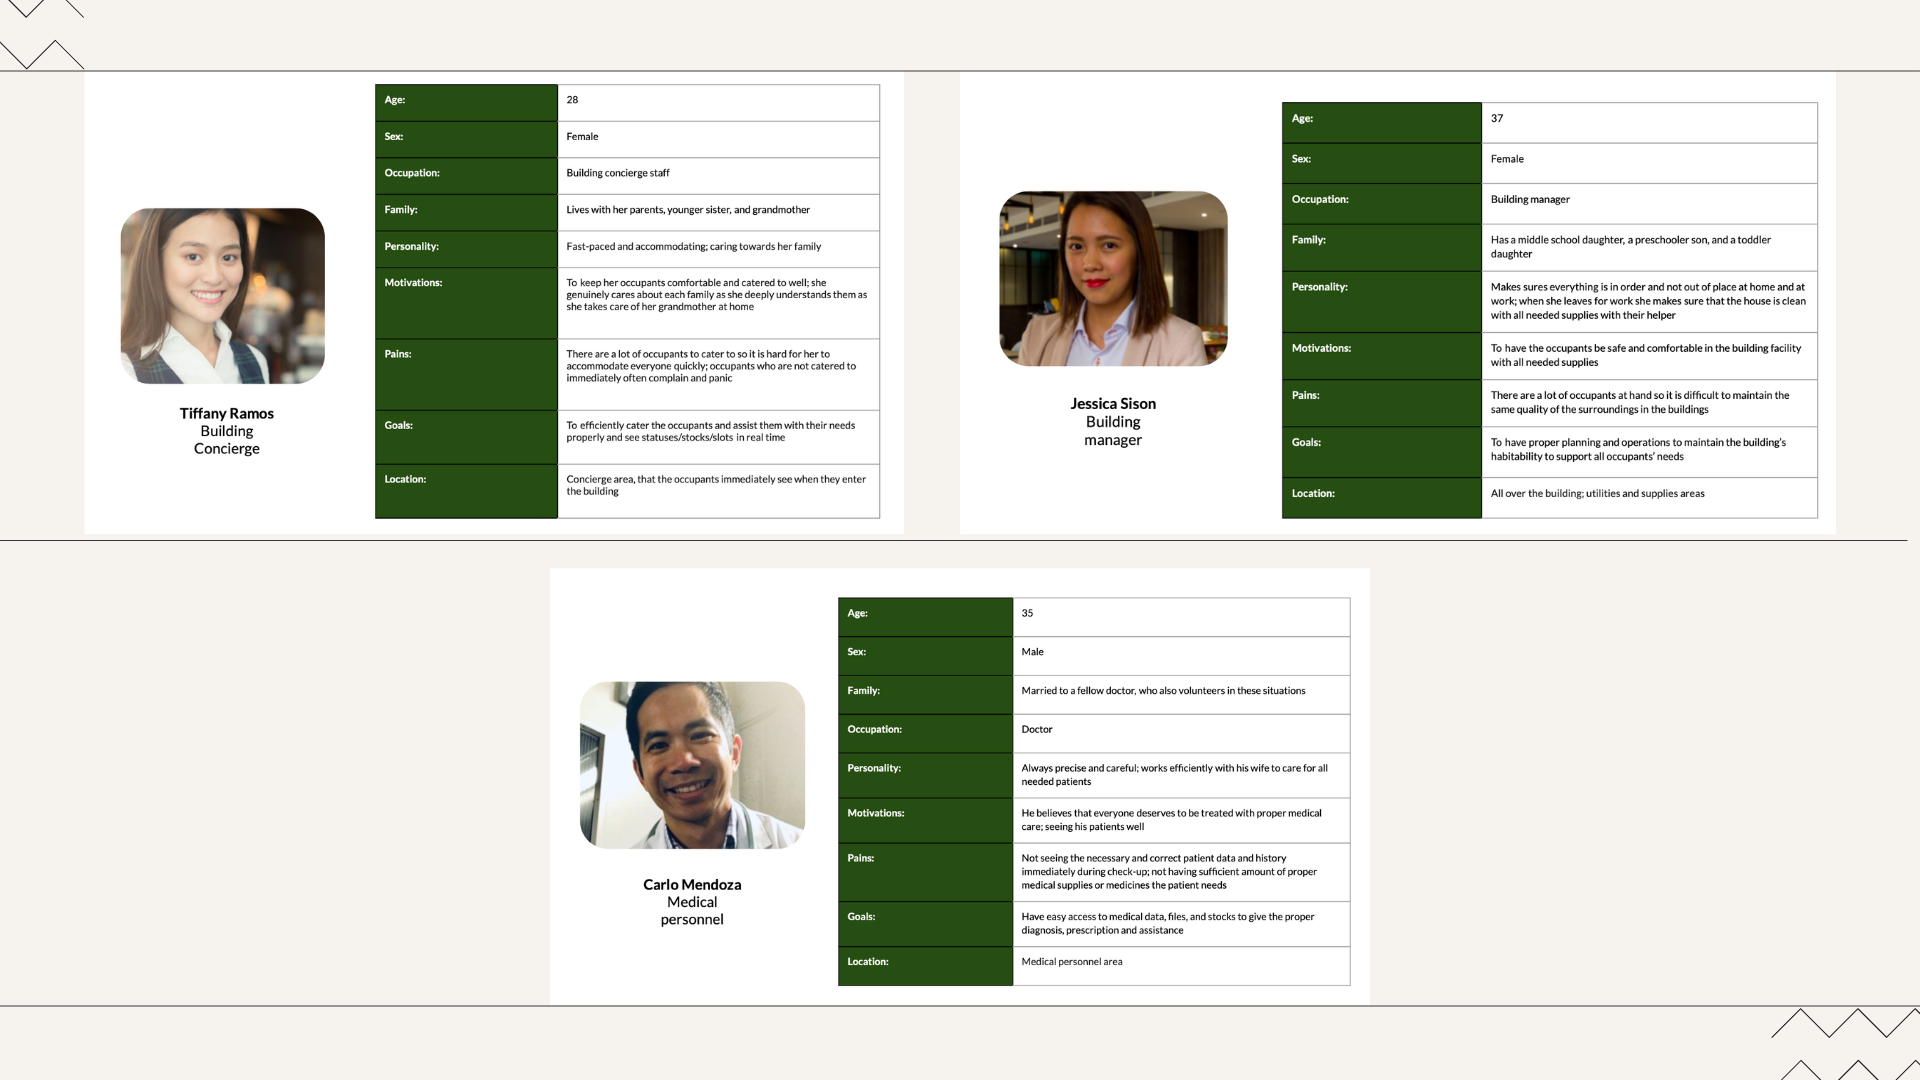 Age: 28
Sex: Female
Occupation: Building concierge staff
Family: Lives with her parents, younger sister, and grandmother
Personality: Fast-paced and accommodating; caring towards her family
Motivations: To keep her occupants comfortable and catered to well; she
genuinely cares about each family as she deeply understands them as
she takes care of her grandmother at home
Pains: There are a lot of occupants to cater to so it is hard for her to
accommodate everyone quickly; occupants who are not catered to
immediately often complain and panic
Goals: To efficiently cater the occupants and assist them with their needs
properly and see statuses/stocks/slots in real time
Location: Concierge area, that the occupants immediately see when they enter
the building
Tiffany Ramos
Building
Concierge
Age: 37
Sex: Female
Occupation: Building manager
Family: Has a middle school daughter, a preschooler son, and a toddler
daughter
Personality: Makes sures everything is in order and not out of place at home and at
work; when she leaves for work she makes sure that the house is clean
with all needed supplies with their helper
Motivations: To have the occupants be safe and comfortable in the building facility
with all needed supplies
Pains: There are a lot of occupants at hand so it is difficult to maintain the
same quality of the surroundings in the buildings
Goals: To have proper planning and operations to maintain the building's
habitability to support all occupants' needs
Location: All over the building; utilities and supplies areas
Jessica Sison
Building
manager
Age: 35
Sex: Male
Family: Married to a fellow doctor, who also volunteers in these situations
Occupation: Doctor
Personality: Always precise and careful; works efficiently with his wife to care for all
needed patients
Motivations: He believes that everyone deserves to be treated with proper medical
care; seeing his patients well
Pains: Not seeing the necessary and correct patient data and history
immediately during check-up; not having sufficient amount of proper
medical supplies or medicines the patient needs
Goals: Have easy access to medical data, files, and stocks to give the proper
diagnosis, prescription and assistance
Location: Medical personnel area
Carlo Mendoza
Medical
personnel